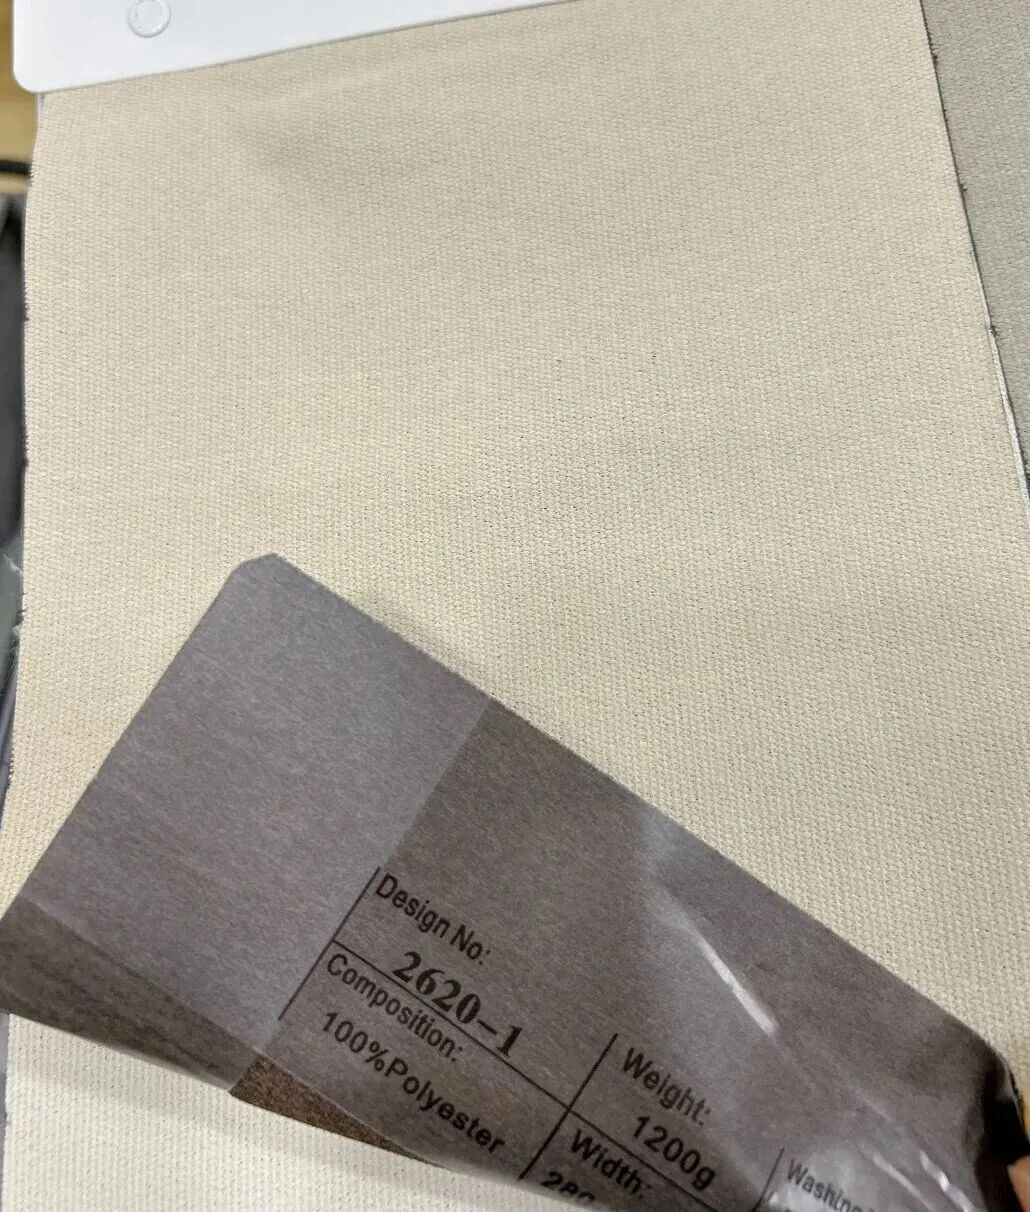 Design No:
2620-1
Composition:
100%Polyester
Weight:
1200g
Width: